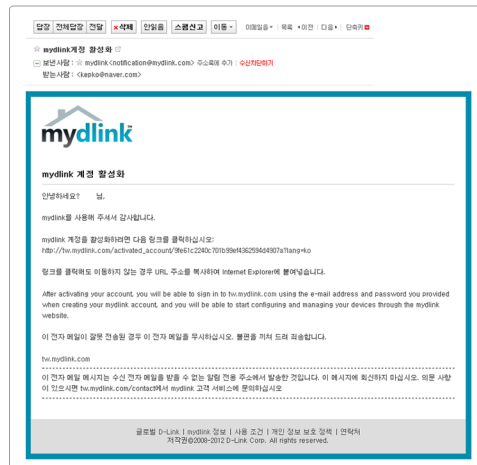 답장 전체답장 전달 ×삭제 안읽음 스팸신고 이동 이메일을 목록 이전 다음 단축키
mydlink계정 활성화
보낸사람 : mydlink<notification@mydlink.com> 주소록에 추가 | 수신차단하기
받는사람 : <kepko@naver.com>
mydlink
mydlink 계정 활성화
안녕하세요? 님,
mydlink를 사용해 주셔서 감사합니다.
mydlink 계정을 활성화하려면 다음 링크를 클릭하십시오:
http://tw.mydlink.com/activated_account/9fe61c2240c701b99ef4362594d4907a?lang=ko
링크를 클릭해도 이동하지 않는 경우 URL 주소를 복사하여 Internet Explorer에 붙여넣습니다.
After activating your account, you will be able to sign in to tw.mydlink.com using the e-mail address and password you provided
when creating your mydlink account, and you will be able to start configuring and managing your devices through the mydlink
website.
이 전자 메일이 잘못 전송된 경우 이 전자 메일을 무시하십시오. 불편을 끼쳐 드려 죄송합니다.
tw.mydlink.com
이 전자 메일 메시지는 수신 전자 메일을 받을 수 없는 알림 전용 주소에서 발송한 것입니다. 이 메시지에 회신하지 마십시오. 의문 사항
이 있으시면 tw.mydlink.com/contact에서 mydlink 고객 서비스에 문의하십시오
글로벌 D-Link | mydlink 정보 | 사용 조건 | 개인 정보 보호 정책 | 연락처
저작권©2008-2012 D-Link Corp. All rights reserved.